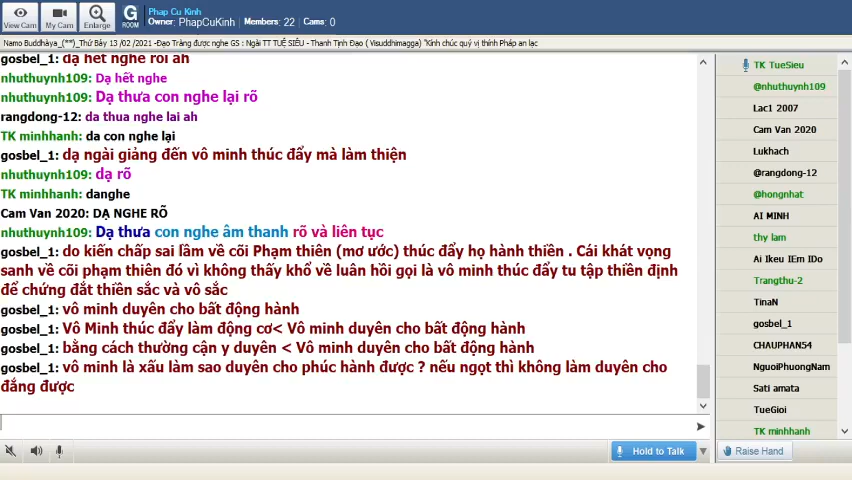 Phap Cu Kinh
Owner: PhapCuKinh Members: 22 Cams: 0
View Cam
My Cam
Enlarge
G
ROOM
Namo Buddhàya_(**)_Thứ Bảy 13 /02 /2021 -Đạo Tràng được nghe GS : Ngài TT TUỆ SIÊU - Thanh Tịnh Đạo ( Visuddhimagga) "Kính chúc quý vị thính Pháp an lạc
gosbel_1: dạ hết nghe rồi ah
nhuthuynh109: Dạ hết nghe
nhuthuynh109: Dạ thưa con nghe lại rõ
rangdong-12: da thua nghe lai ah
TK minhhanh: da con nghe lại
gosbel_1: dạ ngài giảng đến vô minh thúc đẩy mà làm thiện
nhuthuynh109: dạ rõ
TK minhhanh: danghe
Cam Van 2020: DẠ NGHE RÕ
nhuthuynh109: Dạ thưa con nghe âm thanh rõ và liên tục
gosbel_1: do kiến chấp sai lầm về cõi Phạm thiên (mơ ước) thúc đẩy họ hành thiền . Cái khát vọng
sanh về cõi phạm thiên đó vì không thấy khổ về luân hồi gọi là vô minh thúc đẩy tu tập thiền định
để chứng đắt thiền sắc và vô sắc
gosbel_1: vô minh duyên cho bất động hành
gosbel_1: Vô Minh thúc đẩy làm động cơ< Vô minh duyên cho bất động hành
gosbel_1: bằng cách thường cận y duyên < Vô minh duyên cho bất động hành
gosbel_1: vô minh là xấu làm sao duyên cho phúc hành được ? nếu ngọt thì không làm duyên cho
đắng được
TK TueSieu
@nhuthuynh109
Lac1 2007
Cam Van 2020
Lukhach
@rangdong-12
@hongnhat
AI MINH
thy lam
Ai Ikeu IEm IDo
Trangthu-2
TinaN
gosbel_1
CHAUPHAN54
NguoiPhuongNam
Sati amata
TueGioi
TK minhhanh
Hold to Talk
Raise Hand